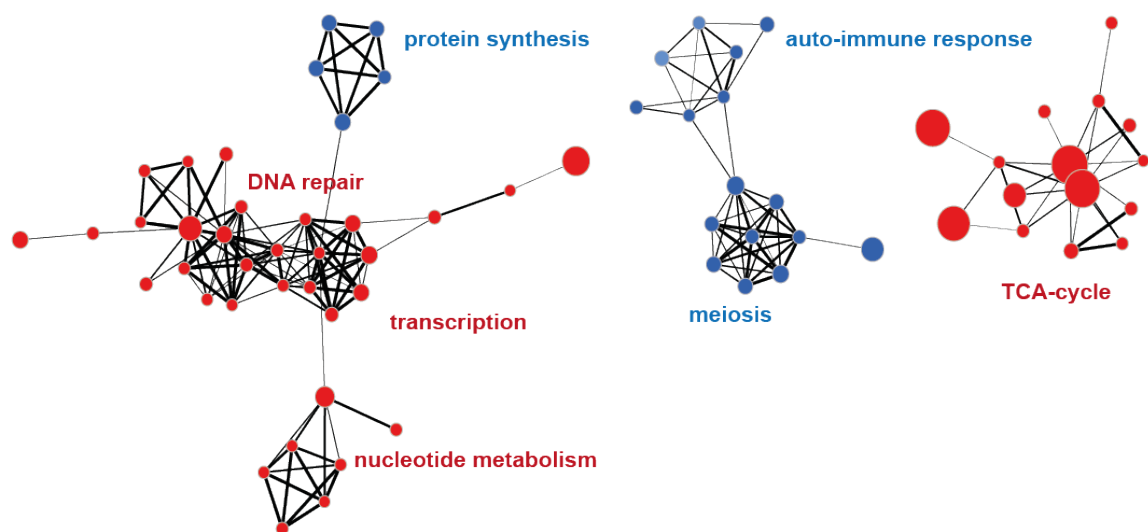 protein synthesis
auto-immune response
DNA repair
TCA-cycle
meiosis
transcription
nucleotide metabolism